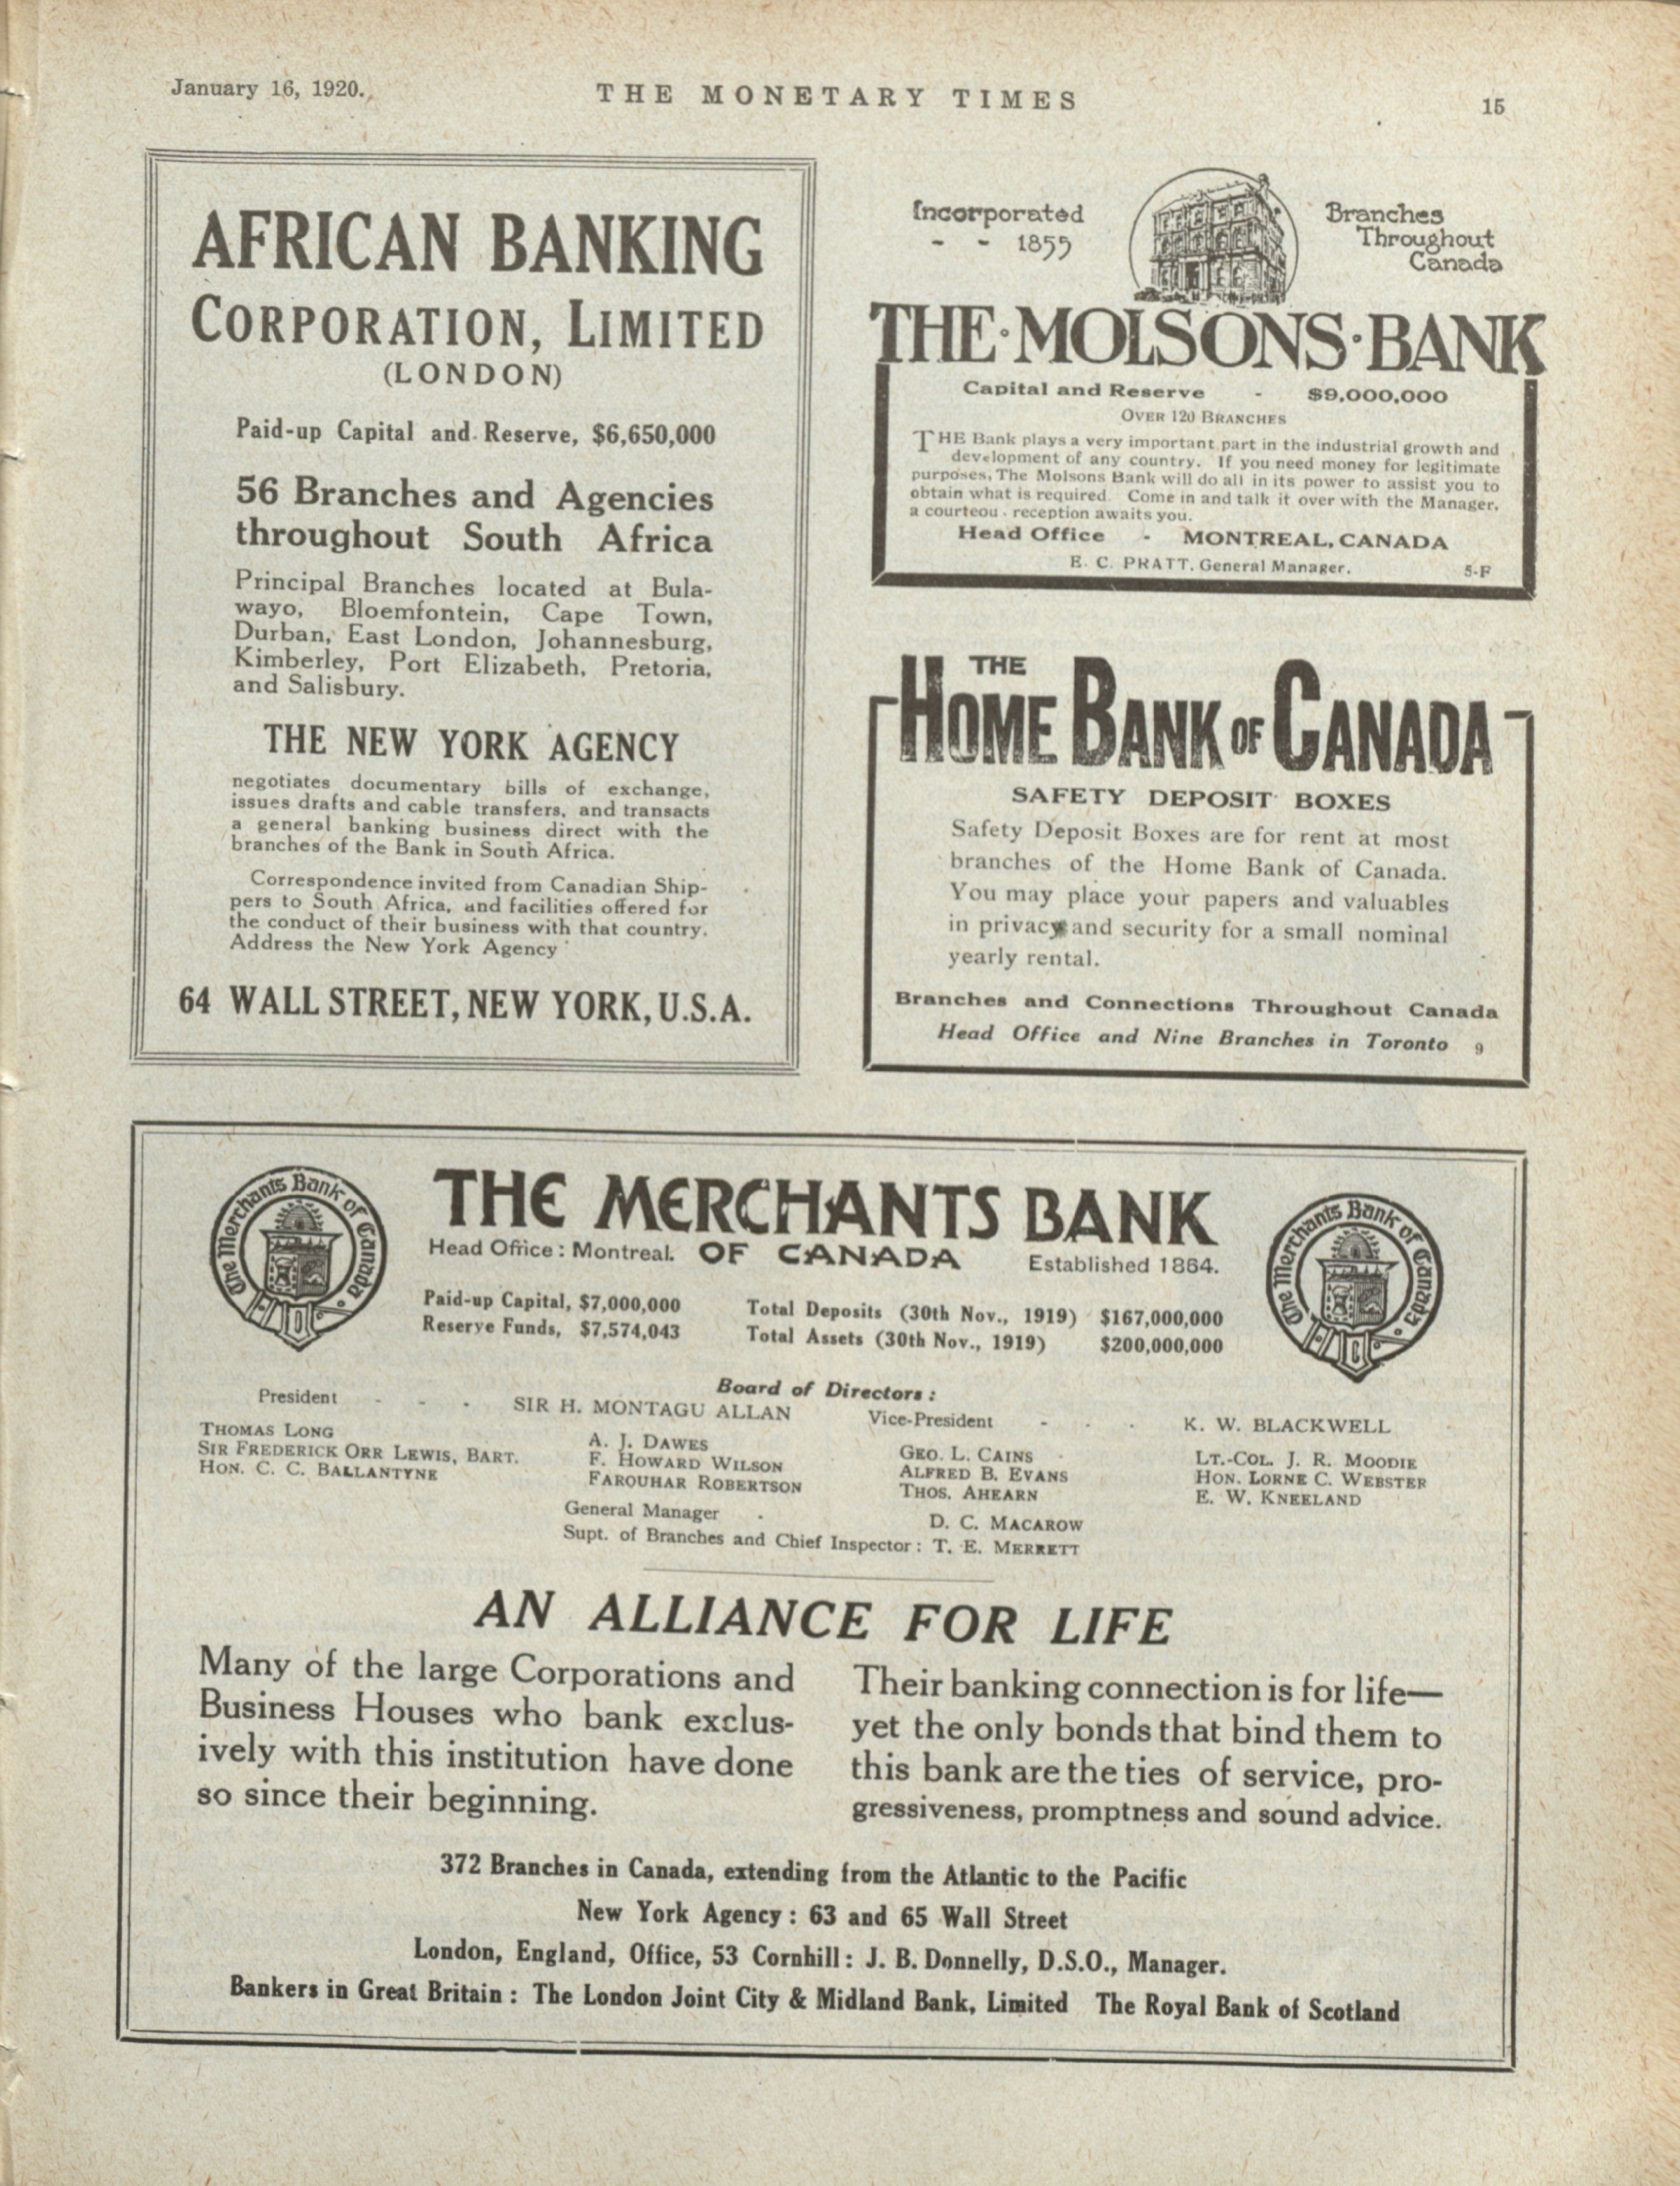 January 16, 1920.
THE MONETARY TIMES
15
AFRICAN BANKING
CORPORATION, LIMITED
(LONDON)
Paid-up Capital and Reserve, $6,650,000
56 Branches and Agencies
throughout South Africa
Principal Branches located at Bula-
wayo, Bloemfontein, Cape Town,
Durban, East London, Johannesburg,
Kimberley, Port Elizabeth, Pretoria,
and Salisbury.
THE NEW YORK AGENCY
negotiates documentary bills of exchange,
issues drafts and cable transfers, and transacts
a general banking business direct with the
branches of the Bank in South Africa.
Correspondence invited from Canadian Ship-
pers to South Africa, and facilities offered for
the conduct of their business with that country.
Address the New York Agency
64 WALL STREET, NEW YORK, U.S.A.
Incorporated
- - 1855
Branches
Throughout
Canada
THE·MOLSONS·BANK
Capital and Reserve - $9,000,000
OVER 120 BRANCHES
THE Bank plays a very important part in the industrial growth and
development of any country. If you need money for legitimate
purposes, The Molsons Bank will do all in its power to assist you to
obtain what is required. Come in and talk it over with the Manager,
a courteou reception awaits you.
Head Office - MONTREAL, CANADA
E. C. PRATT, General Manager. 5-F
THE
HOME BANK OF CANADA
SAFETY DEPOSIT BOXES
Safety Deposit Boxes are for rent at most
branches of the Home Bank of Canada.
You may place your papers and valuables
in privacy and security for a small nominal
yearly rental.
Branches and Connections Throughout Canada
Head Office and Nine Branches in Toronto 9
The Merchants Bank of Canada
THE MERCHANTS BANK
Head Office: Montreal. OF CANADA Established 1864.
The Merchants Bank of Canada
Paid-up Capital, $7,000,000 Total Deposits (30th Nov., 1919) $167,000,000
Reserve Funds, $7,574,043 Total Assets (30th Nov., 1919) $200,000,000
Board of Directors:
President - - - SIR H. MONTAGU ALLAN Vice-President - - - K. W. BLACKWELL
THOMAS LONG A. J. DAWES GEO. L. CAINS LT.-COL. J. R. MOODIE
SIR FREDERICK ORR LEWIS, BART. F. HOWARD WILSON ALFRED B. EVANS HON. LORNE C. WEBSTER
HON. C. C. BALLANTYNE FARQUHAR ROBERTSON THOS. AHEARN E. W. KNEELAND
General Manager - D. C. MACAROW
Supt. of Branches and Chief Inspector: T. E. MERRETT
AN ALLIANCE FOR LIFE
Many of the large Corporations and
Business Houses who bank exclus-
ively with this institution have done
so since their beginning.
Their banking connection is for life—
yet the only bonds that bind them to
this bank are the ties of service, pro-
gressiveness, promptness and sound advice.
372 Branches in Canada, extending from the Atlantic to the Pacific
New York Agency: 63 and 65 Wall Street
London, England, Office, 53 Cornhill: J. B. Donnelly, D.S.O., Manager.
Bankers in Great Britain: The London Joint City & Midland Bank, Limited The Royal Bank of Scotland